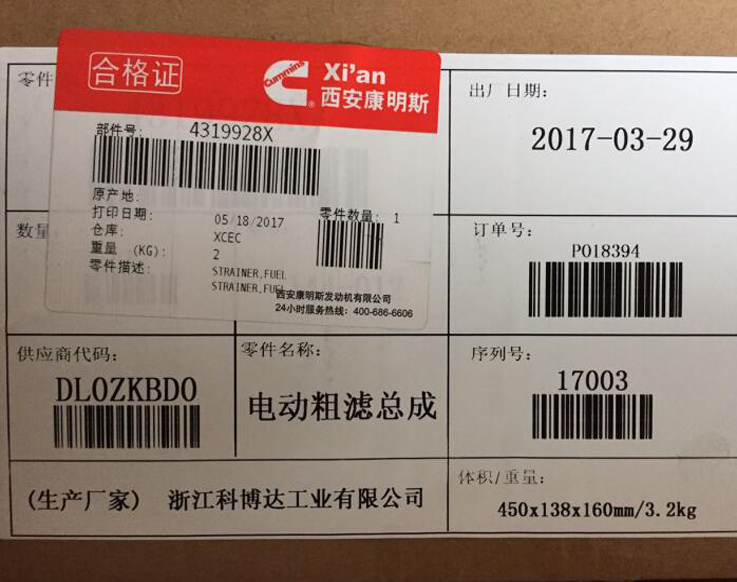 零件
合格证
Cummins
®
Xi'an
西安康明斯
部件号: 4319928X
原产地:
打印日期: 05/18/2017
零件数量: 1
仓库: XCEC
重量 (KG): 2
零件描述: STRAINER,FUEL
STRAINER,FUEL
西安康明斯发动机有限公司
24小时服务热线: 400-686-6606
出厂日期:
2017-03-29
数量
订单号:
P018394
供应商代码:
DL0ZKBD0
零件名称:
电动粗滤总成
序列号:
17003
(生产厂家) 浙江科博达工业有限公司
体积/重量:
450x138x160mm/3.2kg